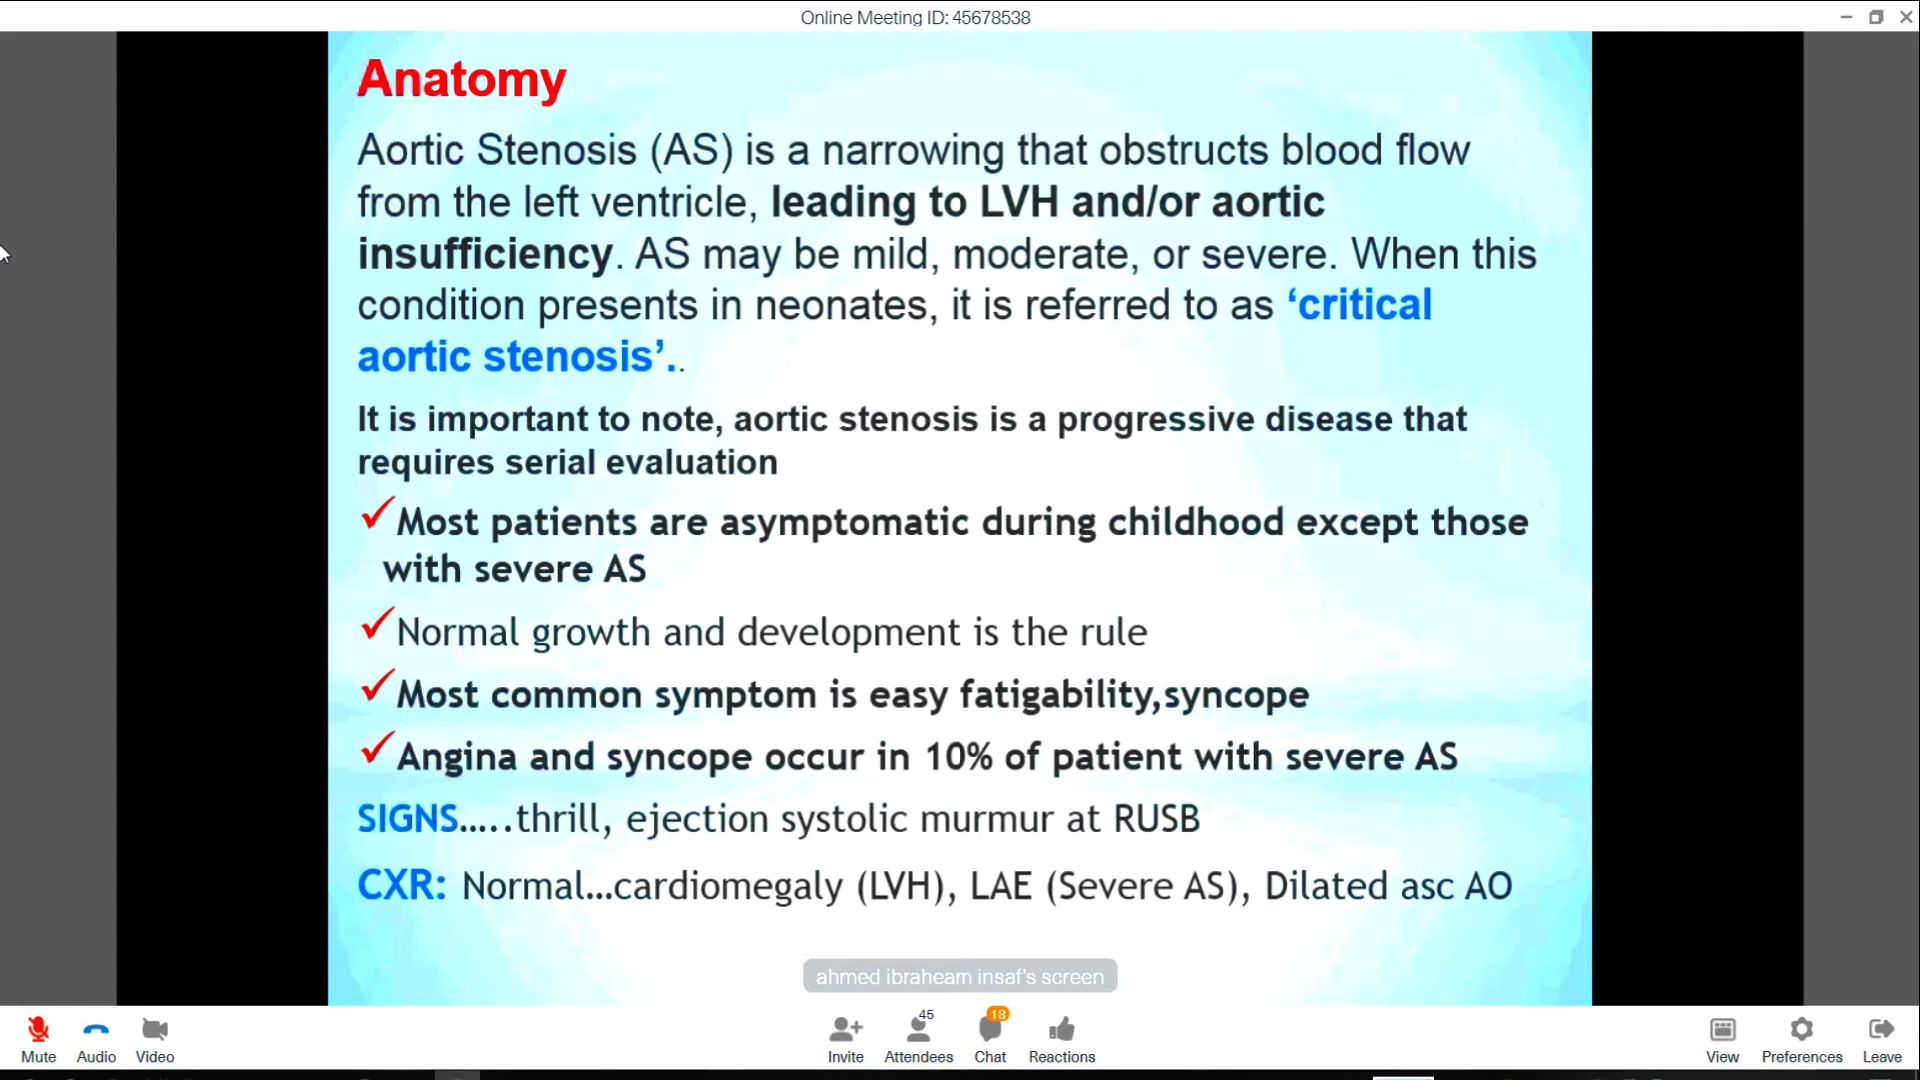 Online Meeting ID: 45678538
Anatomy
Aortic Stenosis (AS) is a narrowing that obstructs blood flow
from the left ventricle, leading to LVH and/or aortic
insufficiency. AS may be mild, moderate, or severe. When this
condition presents in neonates, it is referred to as ‘critical
aortic stenosis’..
It is important to note, aortic stenosis is a progressive disease that
requires serial evaluation
✓Most patients are asymptomatic during childhood except those
with severe AS
✓Normal growth and development is the rule
✓Most common symptom is easy fatigability,syncope
✓Angina and syncope occur in 10% of patient with severe AS
SIGNS.....thrill, ejection systolic murmur at RUSB
CXR: Normal...cardiomegaly (LVH), LAE (Severe AS), Dilated asc AO
ahmed ibraheam insaf's screen
45 18
Mute Audio Video Invite Attendees Chat Reactions View Preferences Leave